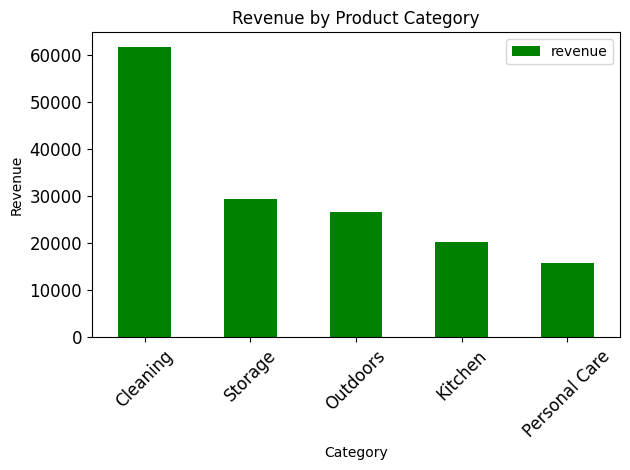 Revenue by Product Category
revenue
60000
50000
40000
30000
20000
10000
0
Revenue
Cleaning
Storage
Outdoors
Kitchen
Personal Care
Category